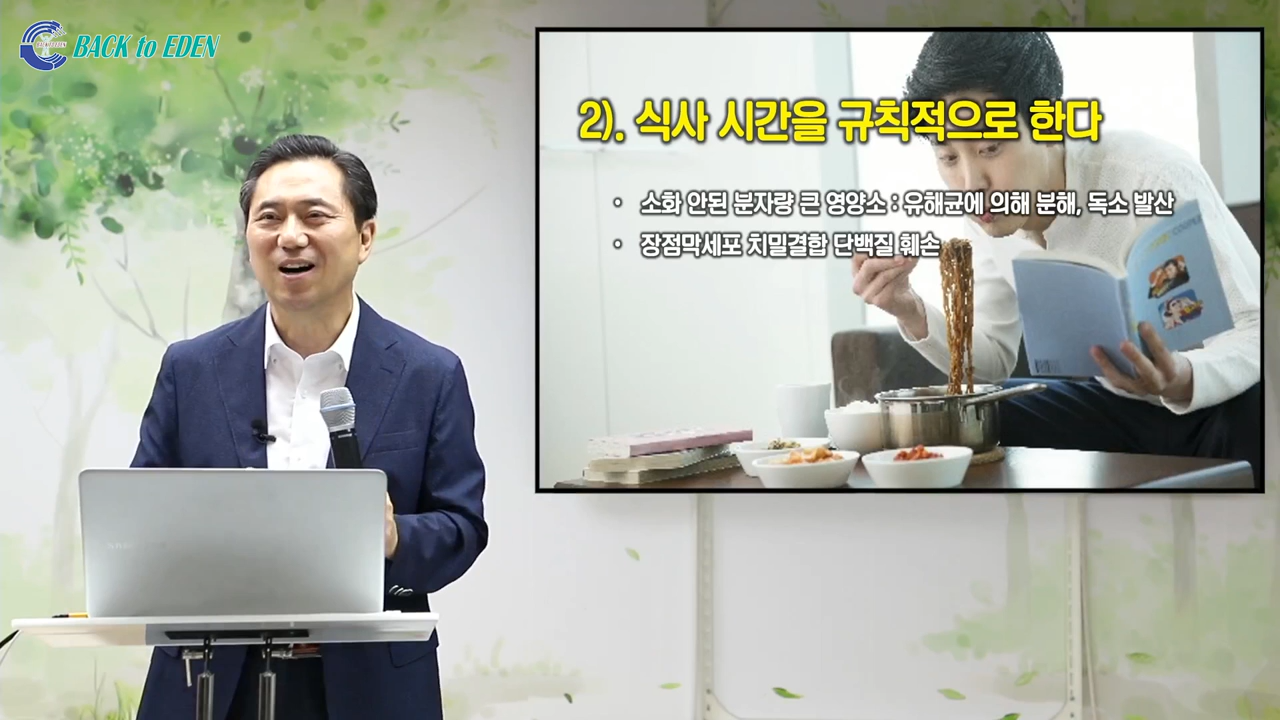 BACK to EDEN
2). 식사 시간을 규칙적으로 한다
• 소화 안된 분자량 큰 영양소 : 유해균에 의해 분해, 독소 발산
• 장점막세포 치밀결합 단백질 훼손